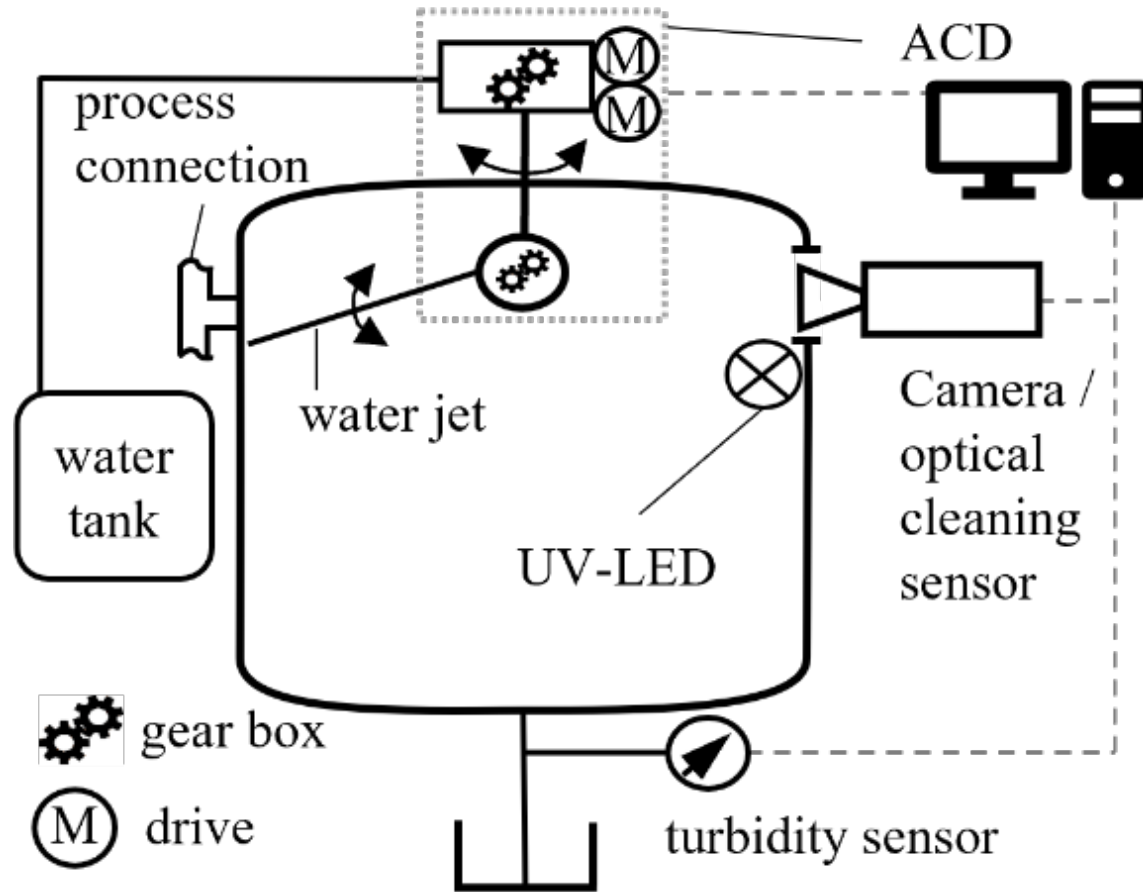 ACD
M
M
process
connection
water jet
water
tank
UV-LED
Camera /
optical
cleaning
sensor
gear box
M
drive
turbidity sensor